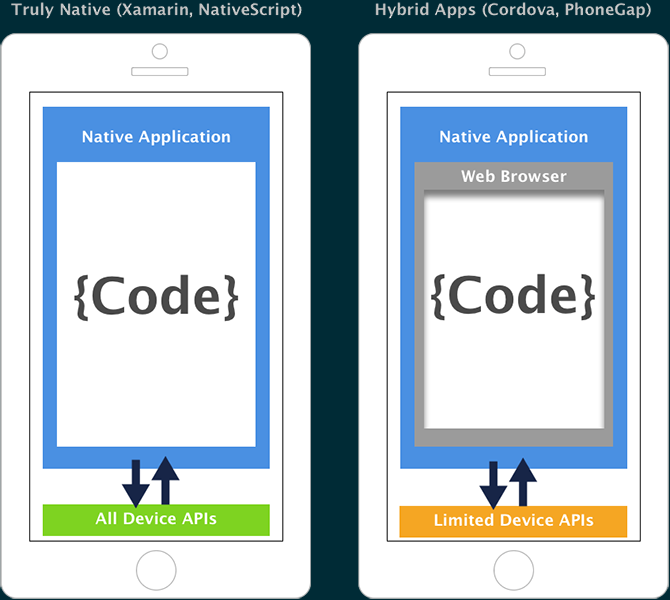 Truly Native (Xamarin, NativeScript)
Native Application
{Code}
All Device APIs
Hybrid Apps (Cordova, PhoneGap)
Native Application
Web Browser
{Code}
Limited Device APIs